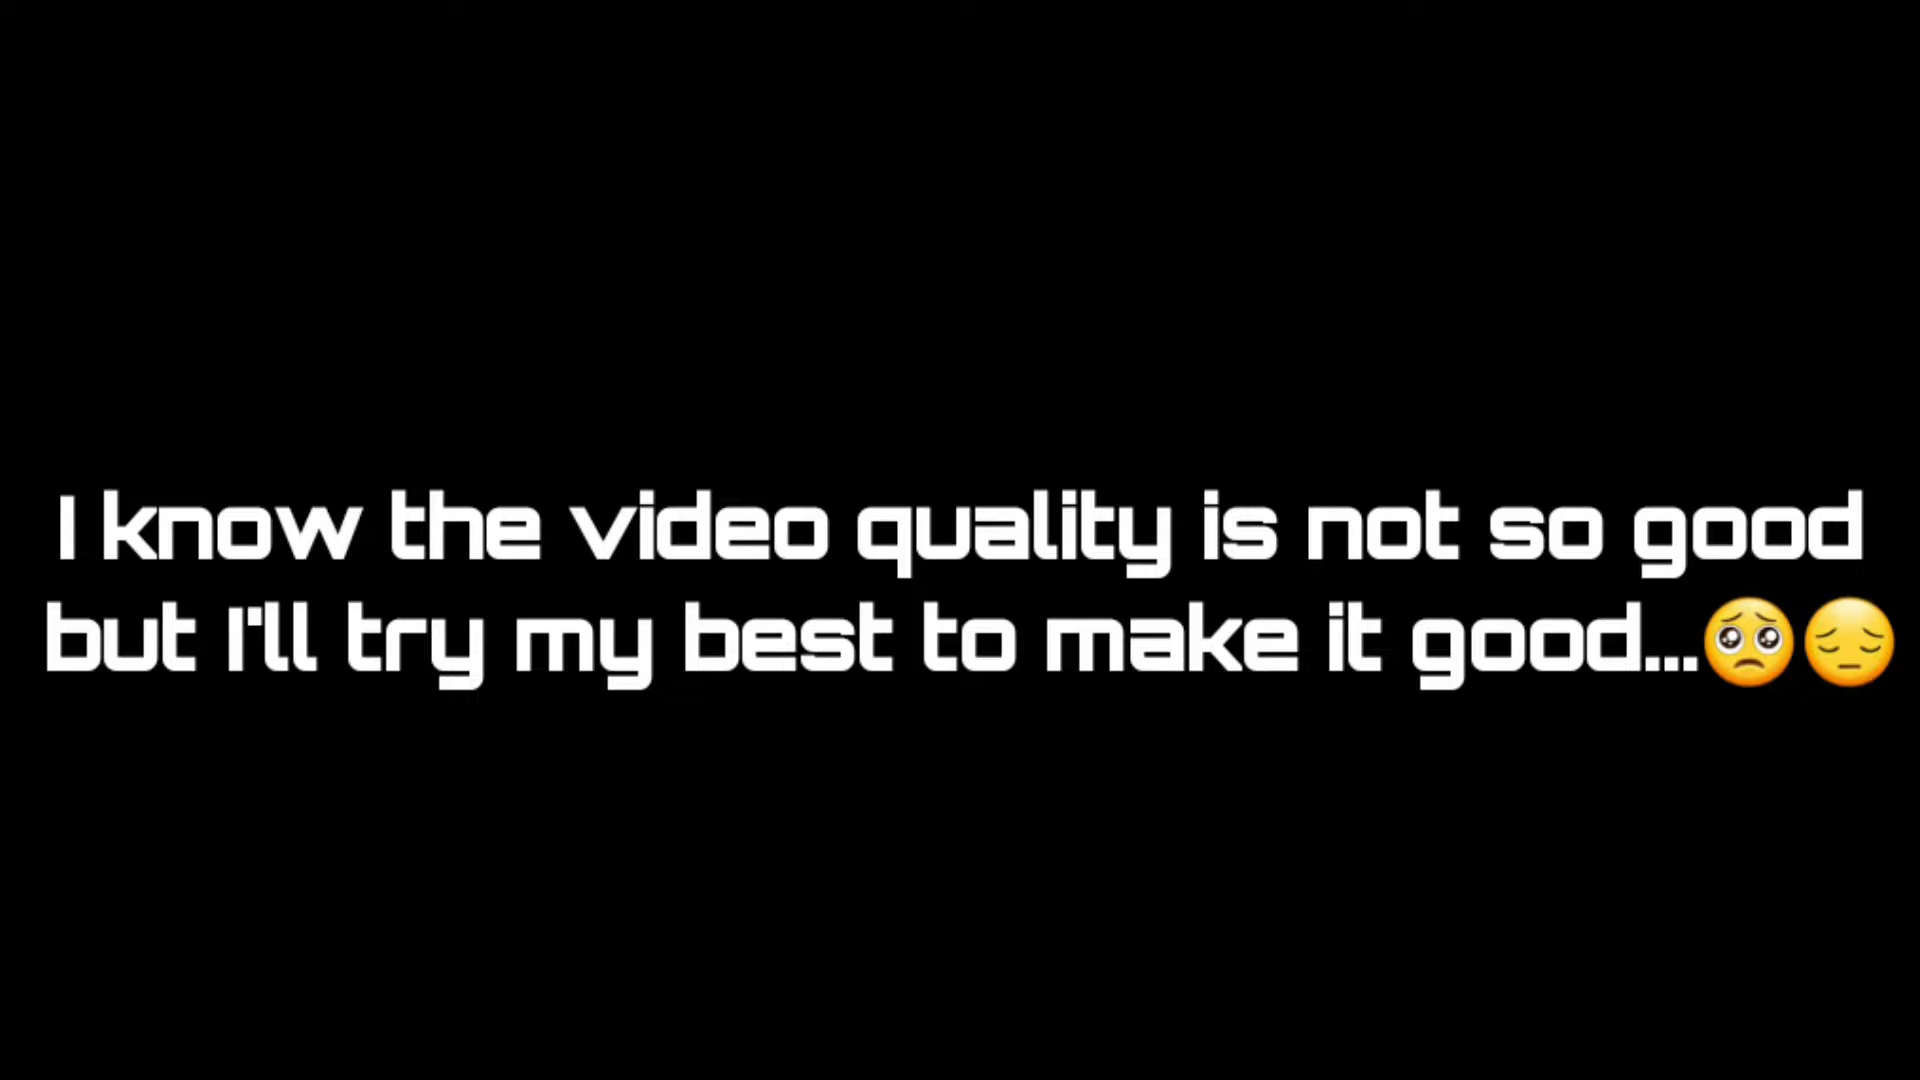 I know the video quality is not so good
but I'll try my best to make it good...🥺😔